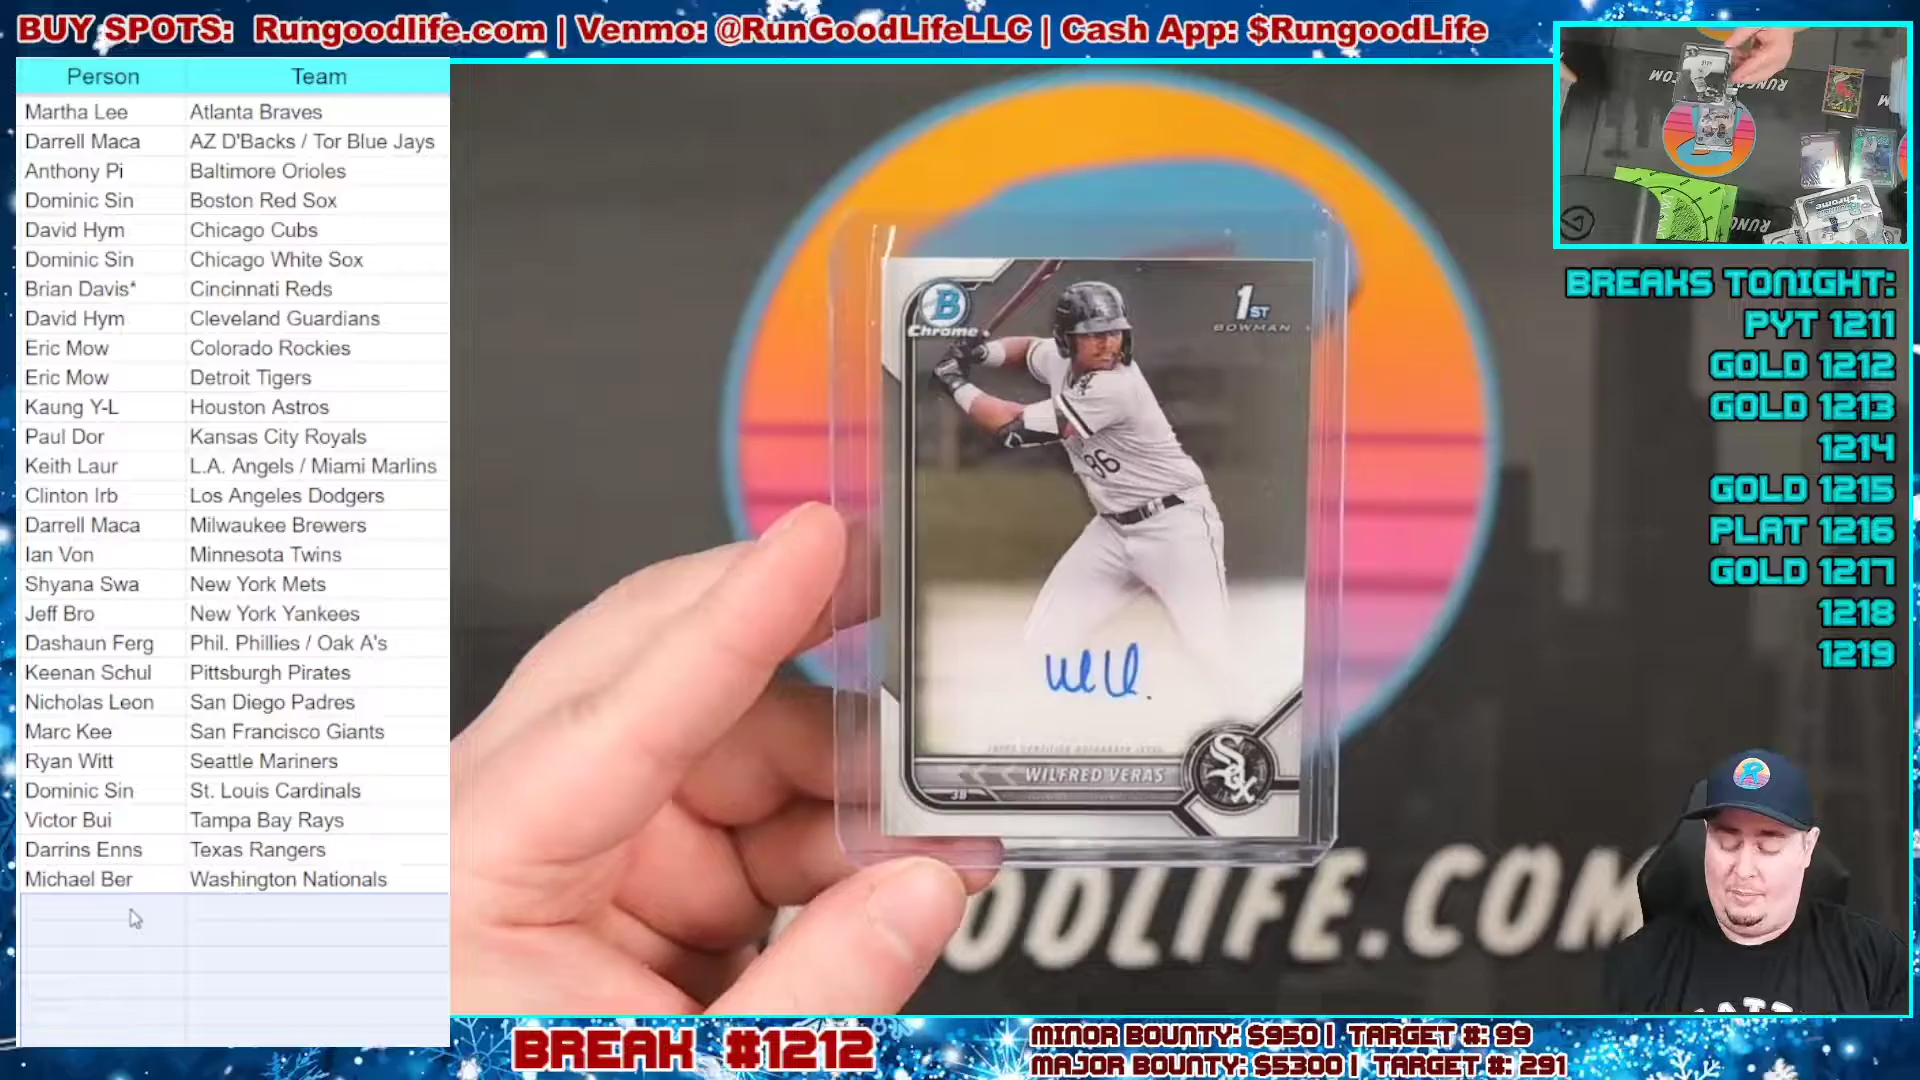 BUY SPOTS: Rungoodlife.com | Venmo: @RunGoodLifeLLC | Cash App: $RungoodLife
Person Team
Martha Lee Atlanta Braves
Darrell Maca AZ D'Backs / Tor Blue Jays
Anthony Pi Baltimore Orioles
Dominic Sin Boston Red Sox
David Hym Chicago Cubs
Dominic Sin Chicago White Sox
Brian Davis* Cincinnati Reds
David Hym Cleveland Guardians
Eric Mow Colorado Rockies
Eric Mow Detroit Tigers
Kaung Y-L Houston Astros
Paul Dor Kansas City Royals
Keith Laur L.A. Angels / Miami Marlins
Clinton Irb Los Angeles Dodgers
Darrell Maca Milwaukee Brewers
Ian Von Minnesota Twins
Shyana Swa New York Mets
Jeff Bro New York Yankees
Dashaun Ferg Phil. Phillies / Oak A's
Keenan Schul Pittsburgh Pirates
Nicholas Leon San Diego Padres
Marc Kee San Francisco Giants
Ryan Witt Seattle Mariners
Dominic Sin St. Louis Cardinals
Victor Bui Tampa Bay Rays
Darrins Enns Texas Rangers
Michael Ber Washington Nationals
B
Chrome
1ST
BOWMAN
86
WILFRED VERAS
3B
SOX
OODLIFE.COM
BREAKS TONIGHT:
PYT 1211
GOLD 1212
GOLD 1213
1214
GOLD 1215
PLAT 1216
GOLD 1217
1218
1219
R
BREAK #1212
MINOR BOUNTY: $950 | TARGET #: 99
MAJOR BOUNTY: $5300 | TARGET #: 291